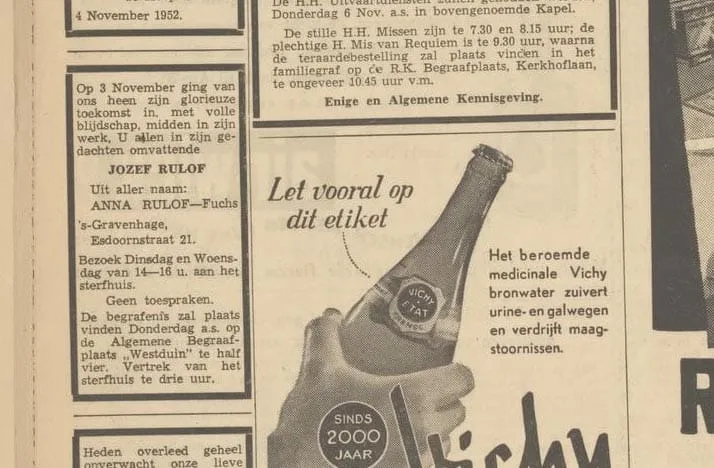 4 November 1952.
Op 3 November ging van
ons heen zijn glorieuze
toekomst in, met volle
blijdschap, midden in zijn
werk, U allen in zijn ge-
dachten omvattende
JOZEF RULOF
Uit aller naam:
ANNA RULOF—Fuchs
's-Gravenhage,
Esdoornstraat 21.
Bezoek Dinsdag en Woens-
dag van 14—16 u. aan het
sterfhuis.
Geen toespraken.
De begrafenis zal plaats
vinden Donderdag a.s. op
de Algemene Begraaf-
plaats „Westduin" te half
vier. Vertrek van het
sterfhuis te drie uur.
Heden overleed geheel
onverwacht onze lieve
Donderdag 6 Nov. a.s. in bovengenoemde Kapel.
De stille H.H. Missen zijn te 7.30 en 8.15 uur; de
plechtige H. Mis van Requiem is te 9.30 uur, waarna
de teraardebestelling zal plaats vinden in het
familiegraf op de R.K. Begraafplaats, Kerkhoflaan,
te ongeveer 10.45 uur v.m.
Enige en Algemene Kennisgeving.
Let vooral op
dit etiket
VICHY
ETAT
Het beroemde
medicinale Vichy
bronwater zuivert
urine- en galwegen
en verdrijft maag-
stoornissen.
SINDS
2000
JAAR
Vichy
R